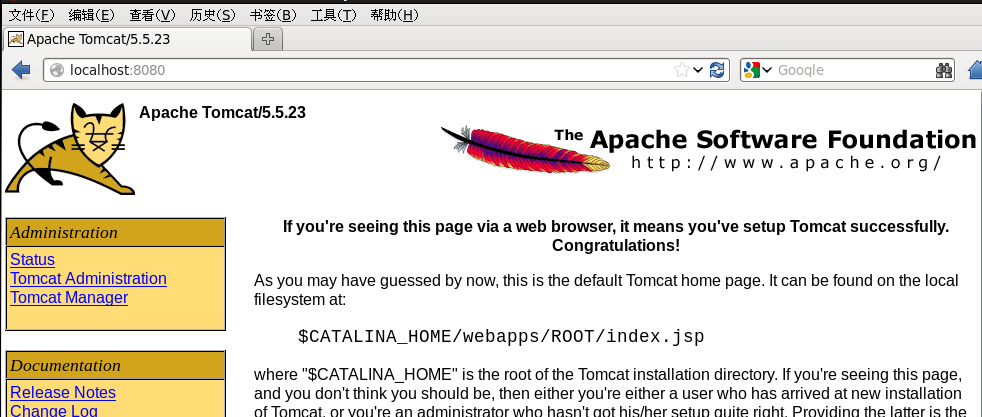 文件(F) 编辑(E) 查看(V) 历史(S) 书签(B) 工具(T) 帮助(H)
Apache Tomcat/5.5.23
localhost:8080
Google
Apache Tomcat/5.5.23
The Apache Software Foundation
http://www.apache.org/
Administration
Status
Tomcat Administration
Tomcat Manager
Documentation
Release Notes
Change Log
If you're seeing this page via a web browser, it means you've setup Tomcat successfully.
Congratulations!
As you may have guessed by now, this is the default Tomcat home page. It can be found on the local
filesystem at:
$CATALINA_HOME/webapps/ROOT/index.jsp
where "$CATALINA_HOME" is the root of the Tomcat installation directory. If you're seeing this page,
and you don't think you should be, then either you're either a user who has arrived at new installation
of Tomcat, or you're an administrator who hasn't got his/her setup quite right. Providing the latter is the